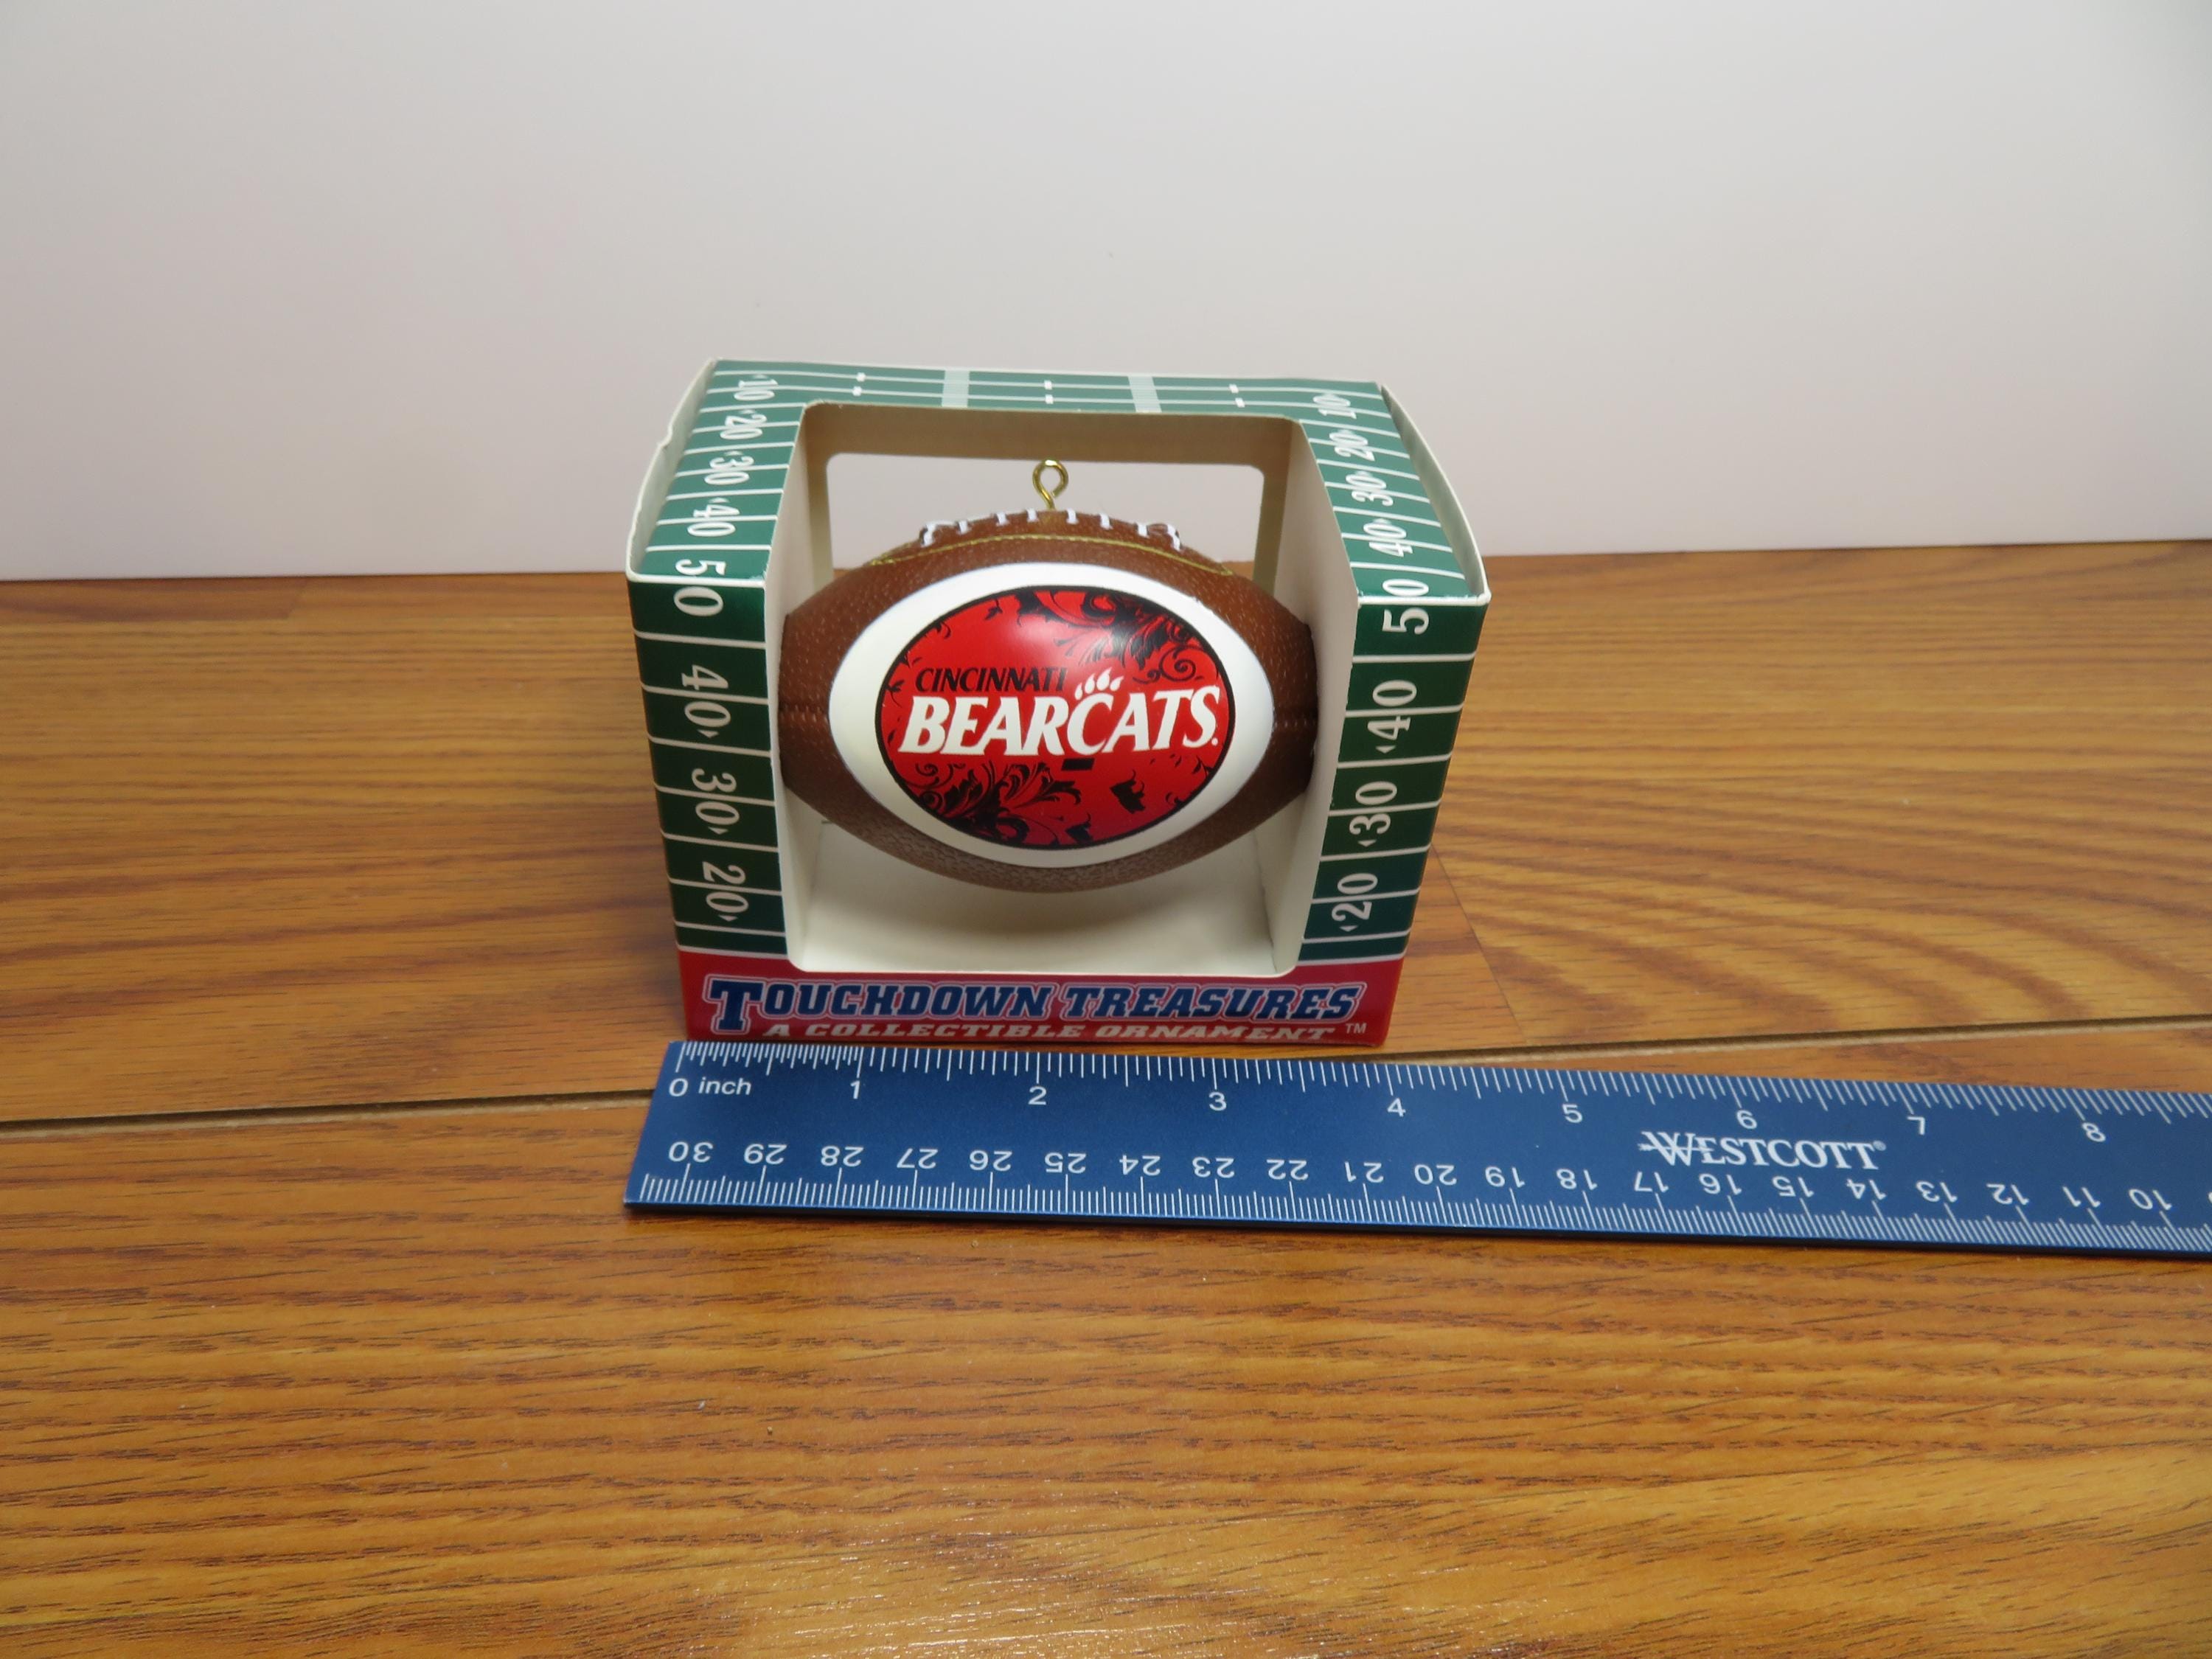 10 20 30 40 50 40 30 20
10 20 30 40 50 40 30 20
CINCINNATI
BEARCATS.
TOUCHDOWN TREASURES
A COLLECTIBLE ORNAMENT ™
0 inch 1 2 3 4 5 6 7 8
WESTCOTT®
30 29 28 27 26 25 24 23 22 21 20 19 18 17 16 15 14 13 12 11 10